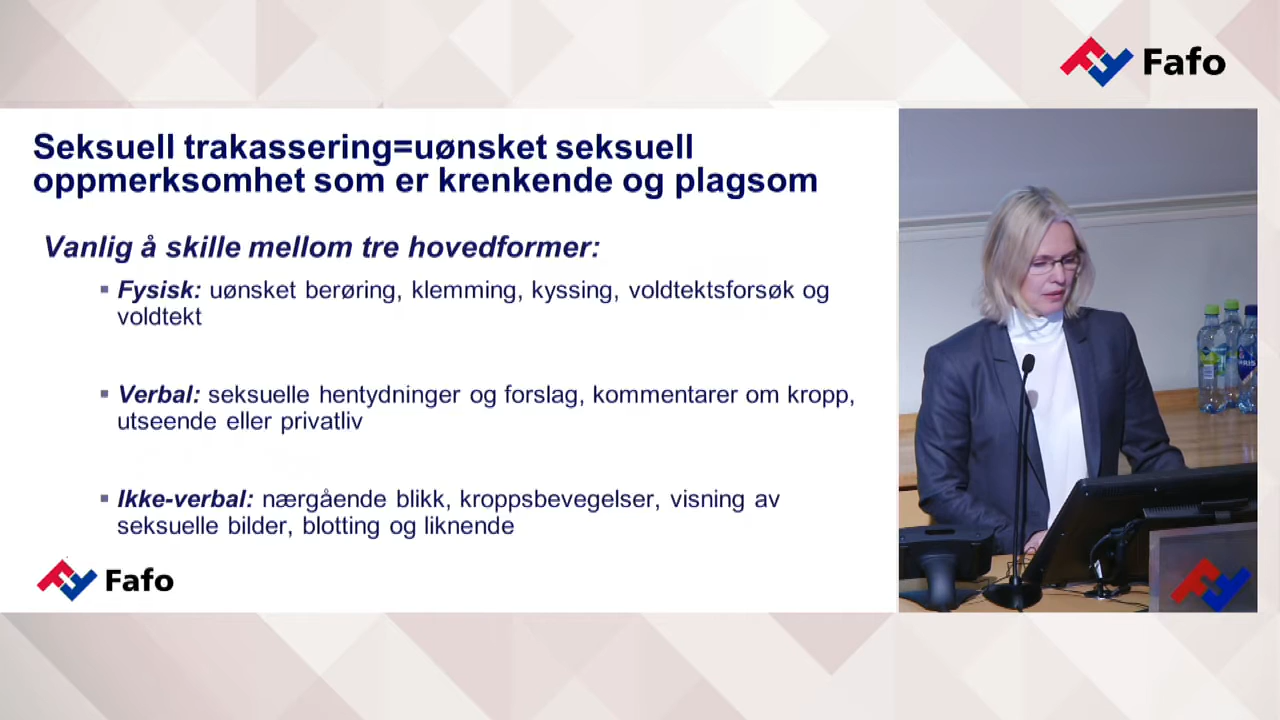 Fafo
Seksuell trakassering=uønsket seksuell
oppmerksomhet som er krenkende og plagsom
Vanlig å skille mellom tre hovedformer:
▪ Fysisk: uønsket berøring, klemming, kyssing, voldtektsforsøk og
voldtekt
▪ Verbal: seksuelle hentydninger og forslag, kommentarer om kropp,
utseende eller privatliv
▪ Ikke-verbal: nærgående blikk, kroppsbevegelser, visning av
seksuelle bilder, blotting og liknende
Fafo